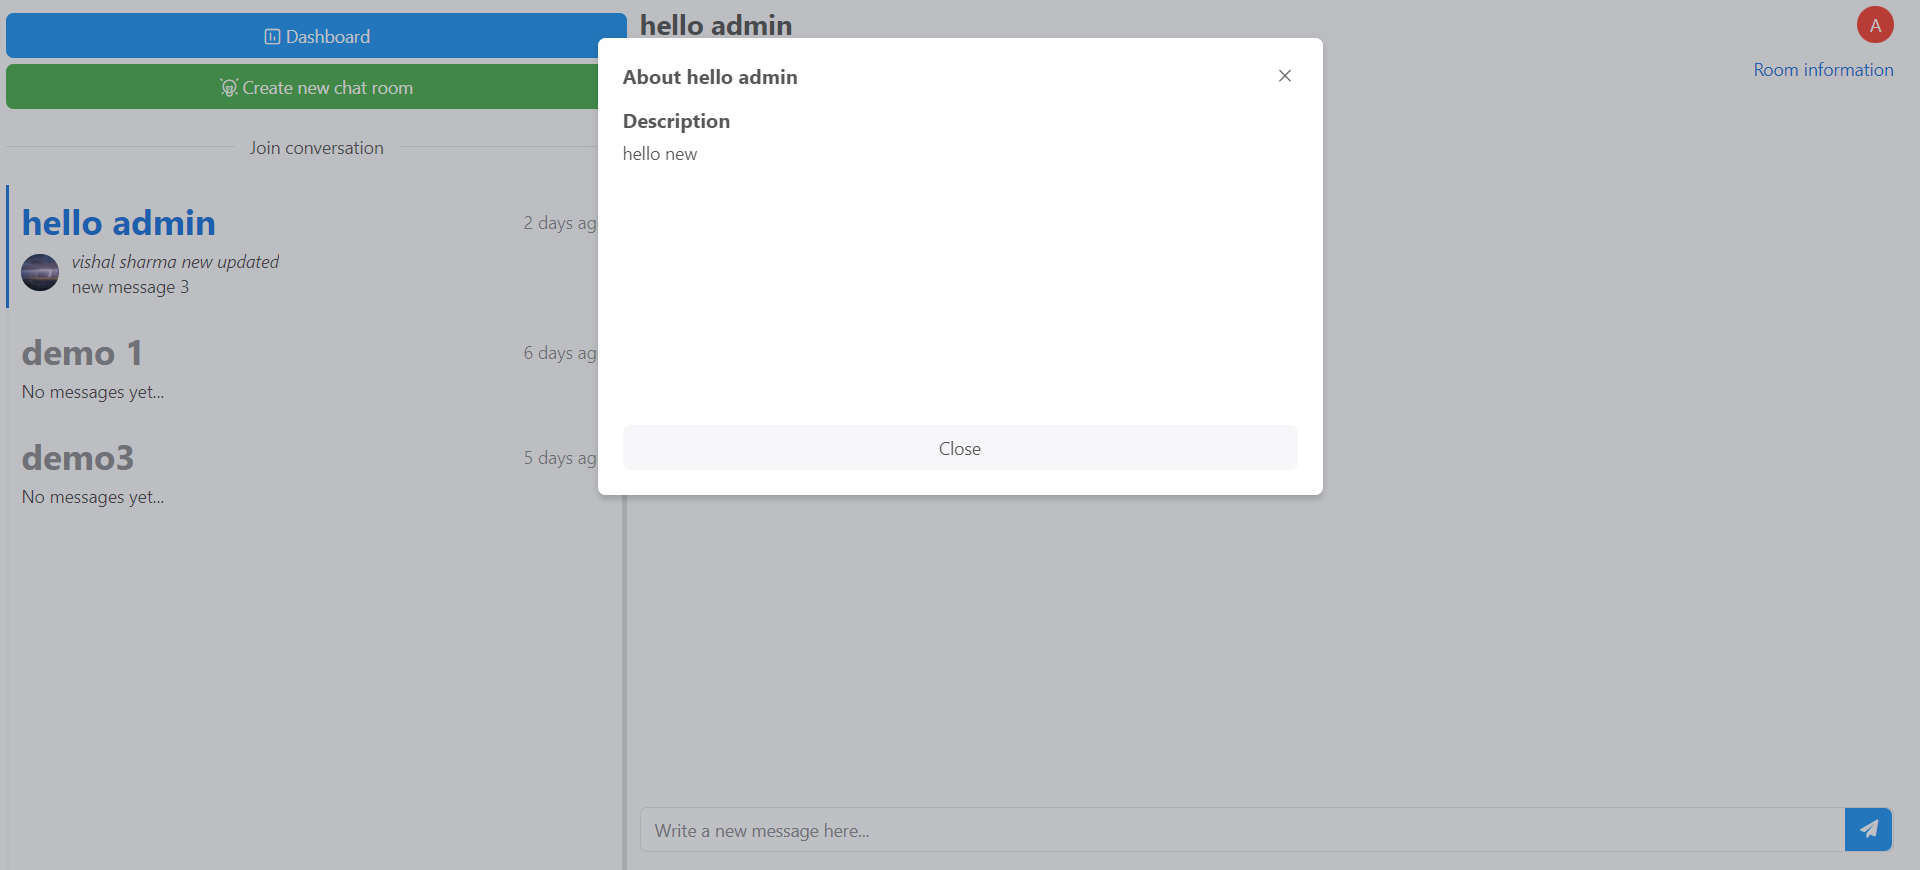 Dashboard
Create new chat room
Join conversation
hello admin
2 days ag
vishal sharma new updated
new message 3
demo 1
6 days ag
No messages yet...
demo3
5 days ag
No messages yet...
hello admin
A
Room information
About hello admin
Description
hello new
Close
Write a new message here...